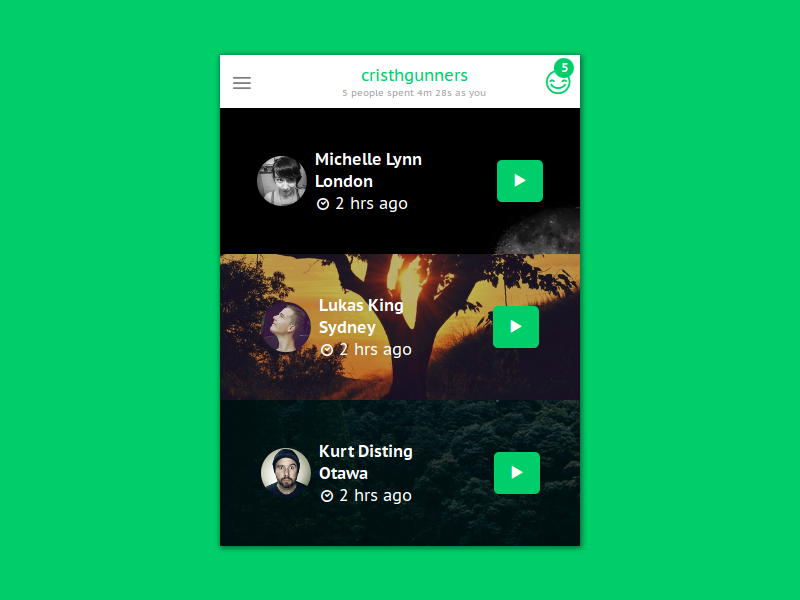 cristhgunners
5
5 people spent 4m 28s as you
Michelle Lynn
London
2 hrs ago
Lukas King
Sydney
2 hrs ago
Kurt Disting
Otawa
2 hrs ago